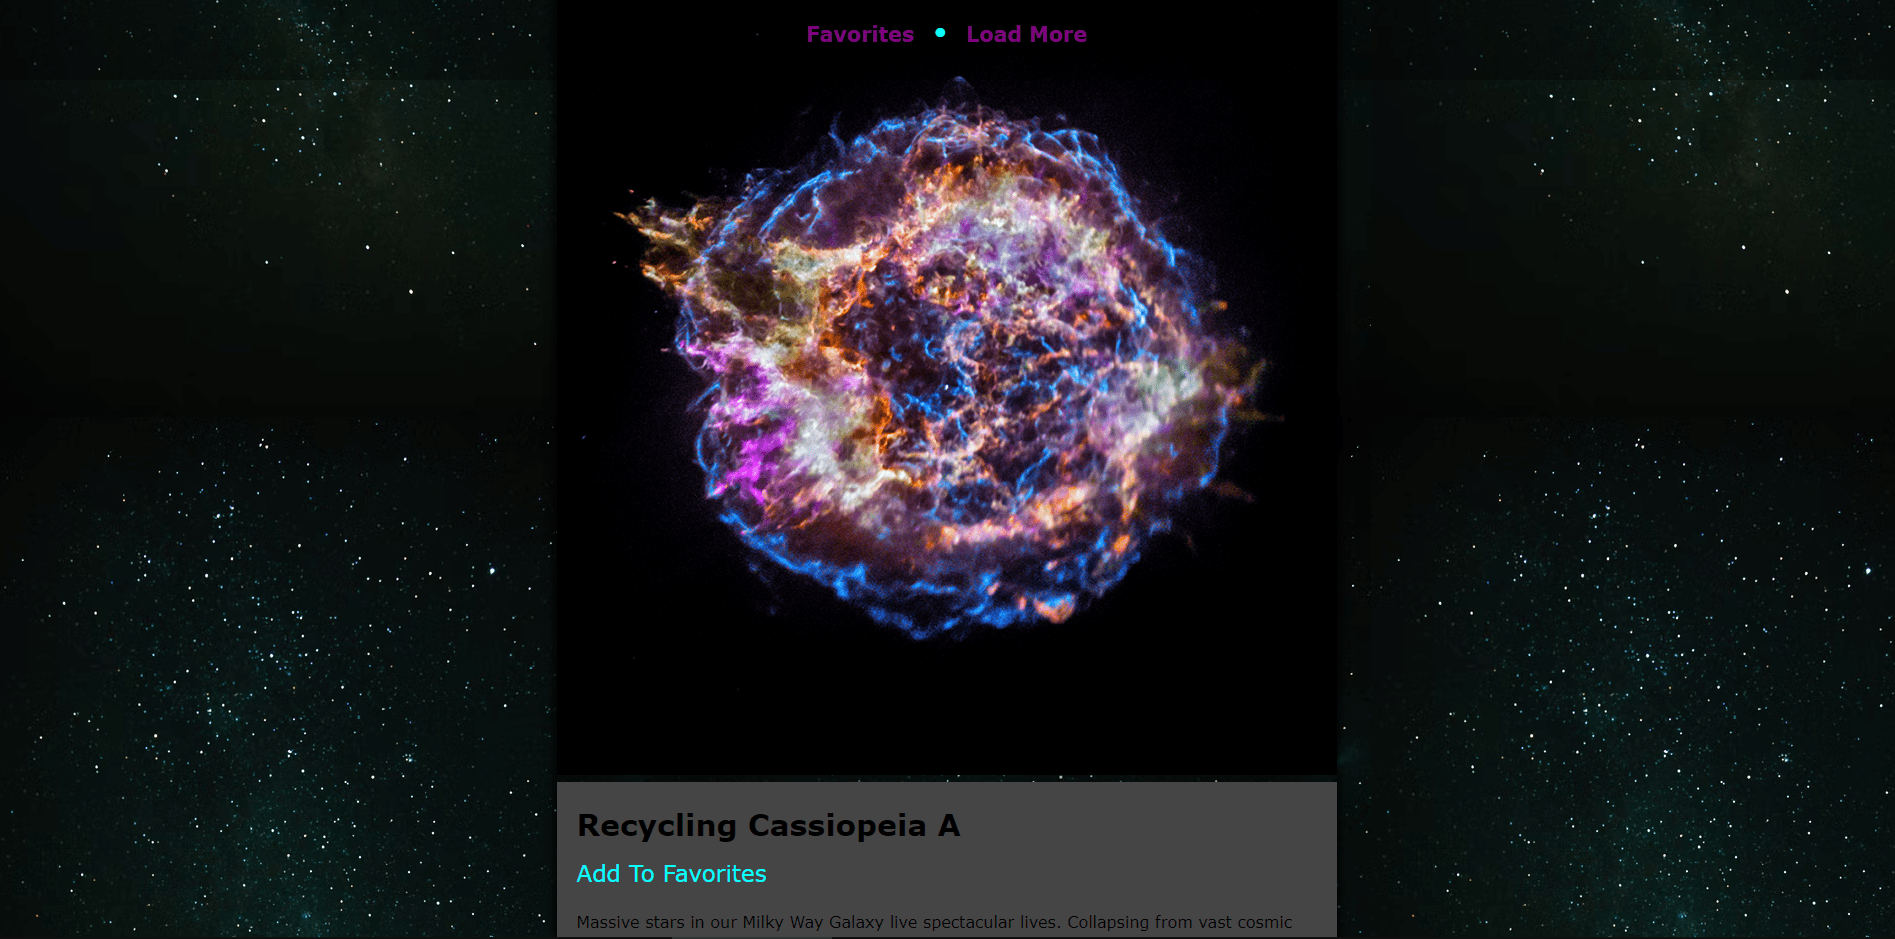 Favorites • Load More
Recycling Cassiopeia A
Add To Favorites
Massive stars in our Milky Way Galaxy live spectacular lives. Collapsing from vast cosmic